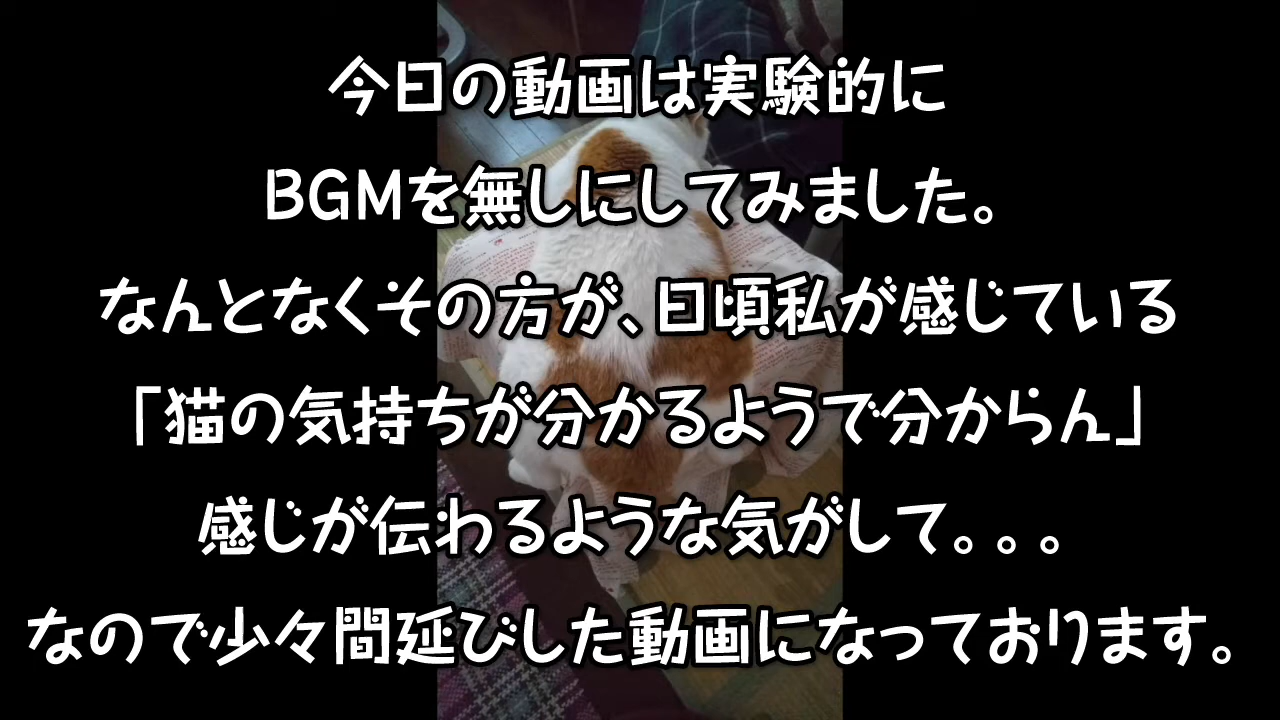 今日の動画は実験的に
BGMを無しにしてみました。
なんとなくその方が、日頃私が感じている
「猫の気持ちが分かるようで分からん」
感じが伝わるような気がして。。。
なので少々間延びした動画になっております。